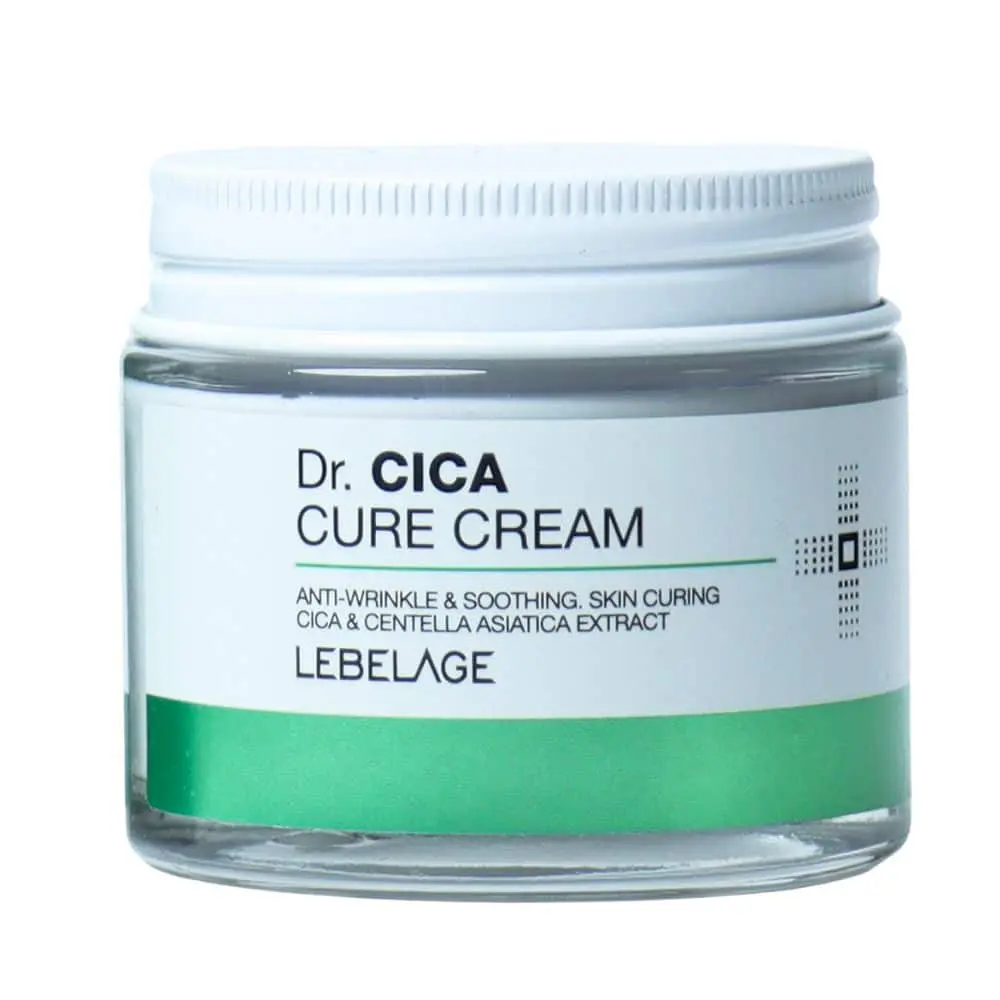 Dr. CICA
CURE CREAM
ANTI-WRINKLE & SOOTHING. SKIN CURING
CICA & CENTELLA ASIATICA EXTRACT
LEBELAGE